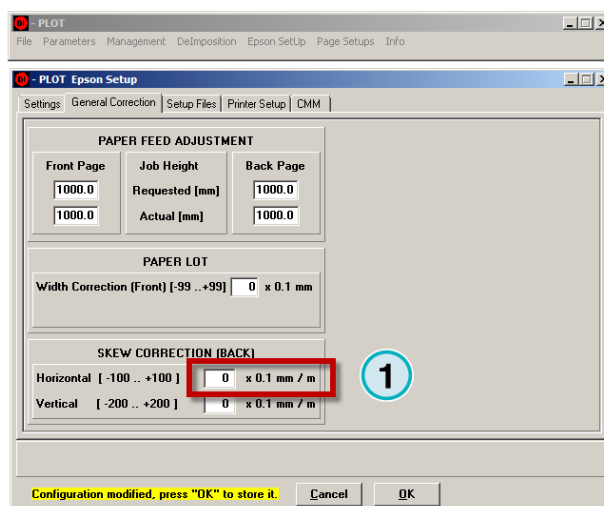 - PLOT
File Parameters Management DeImposition Epson SetUp Page Setups Info
- PLOT Epson Setup
Settings General Correction Setup Files Printer Setup CMM
PAPER FEED ADJUSTMENT
Front Page Job Height Back Page
1000.0 Requested [mm] 1000.0
1000.0 Actual [mm] 1000.0
PAPER LOT
Width Correction (Front) [-99 ..+99] 0 x 0.1 mm
SKEW CORRECTION (BACK)
Horizontal [ -100 .. +100 ] 0 x 0.1 mm / m
1
Vertical [ -200 .. +200 ] 0 x 0.1 mm / m
Configuration modified, press "OK" to store it. Cancel OK